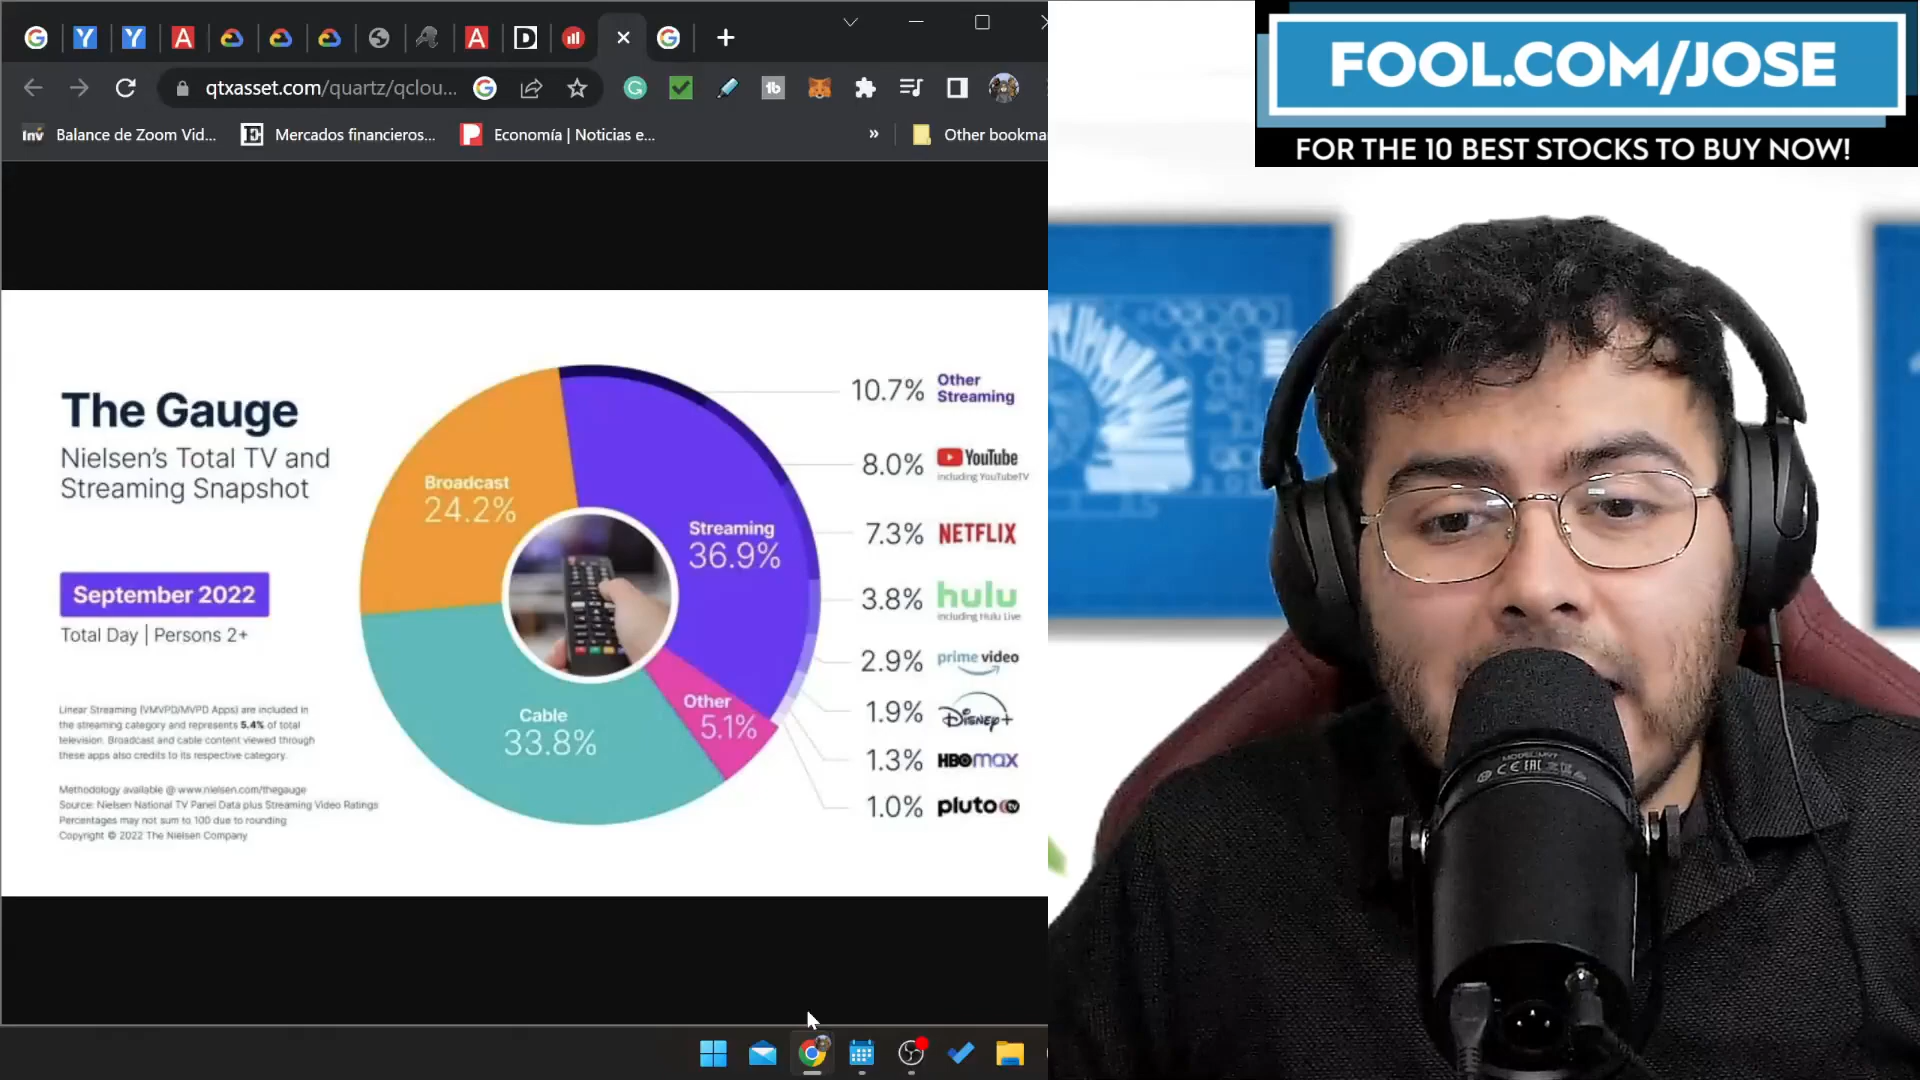 qtxasset.com/quartz/qclou...
Inv Balance de Zoom Vid... Mercados financieros... Economía | Noticias e... » Other bookma
FOOL.COM/JOSE
FOR THE 10 BEST STOCKS TO BUY NOW!
The Gauge
Nielsen's Total TV and
Streaming Snapshot
September 2022
Total Day | Persons 2+
Linear Streaming (VMVPD/MVPD Apps) are included in
the streaming category and represents 5.4% of total
television. Broadcast and cable content viewed through
these apps also credits to its respective category.
Methodology available @ www.nielsen.com/thegauge
Source: Nielsen National TV Panel Data plus Streaming Video Ratings
Percentages may not sum to 100 due to rounding
Copyright © 2022 The Nielsen Company
Broadcast
24.2%
Streaming
36.9%
Cable
33.8%
Other
5.1%
10.7% Other
Streaming
8.0% YouTube
including YouTubeTV
7.3% NETFLIX
3.8% hulu
including Hulu Live
2.9% prime video
1.9% Disney+
1.3% HBOmax
1.0% pluto tv